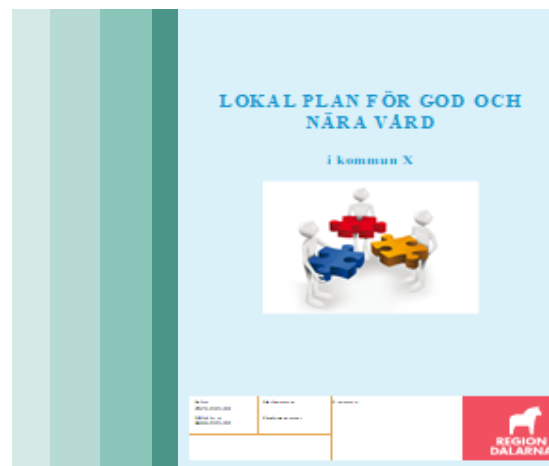 LOKAL PLAN FÖR GOD OCH
NÄRA VÅRD
i kommun X
REGION
DALARNA